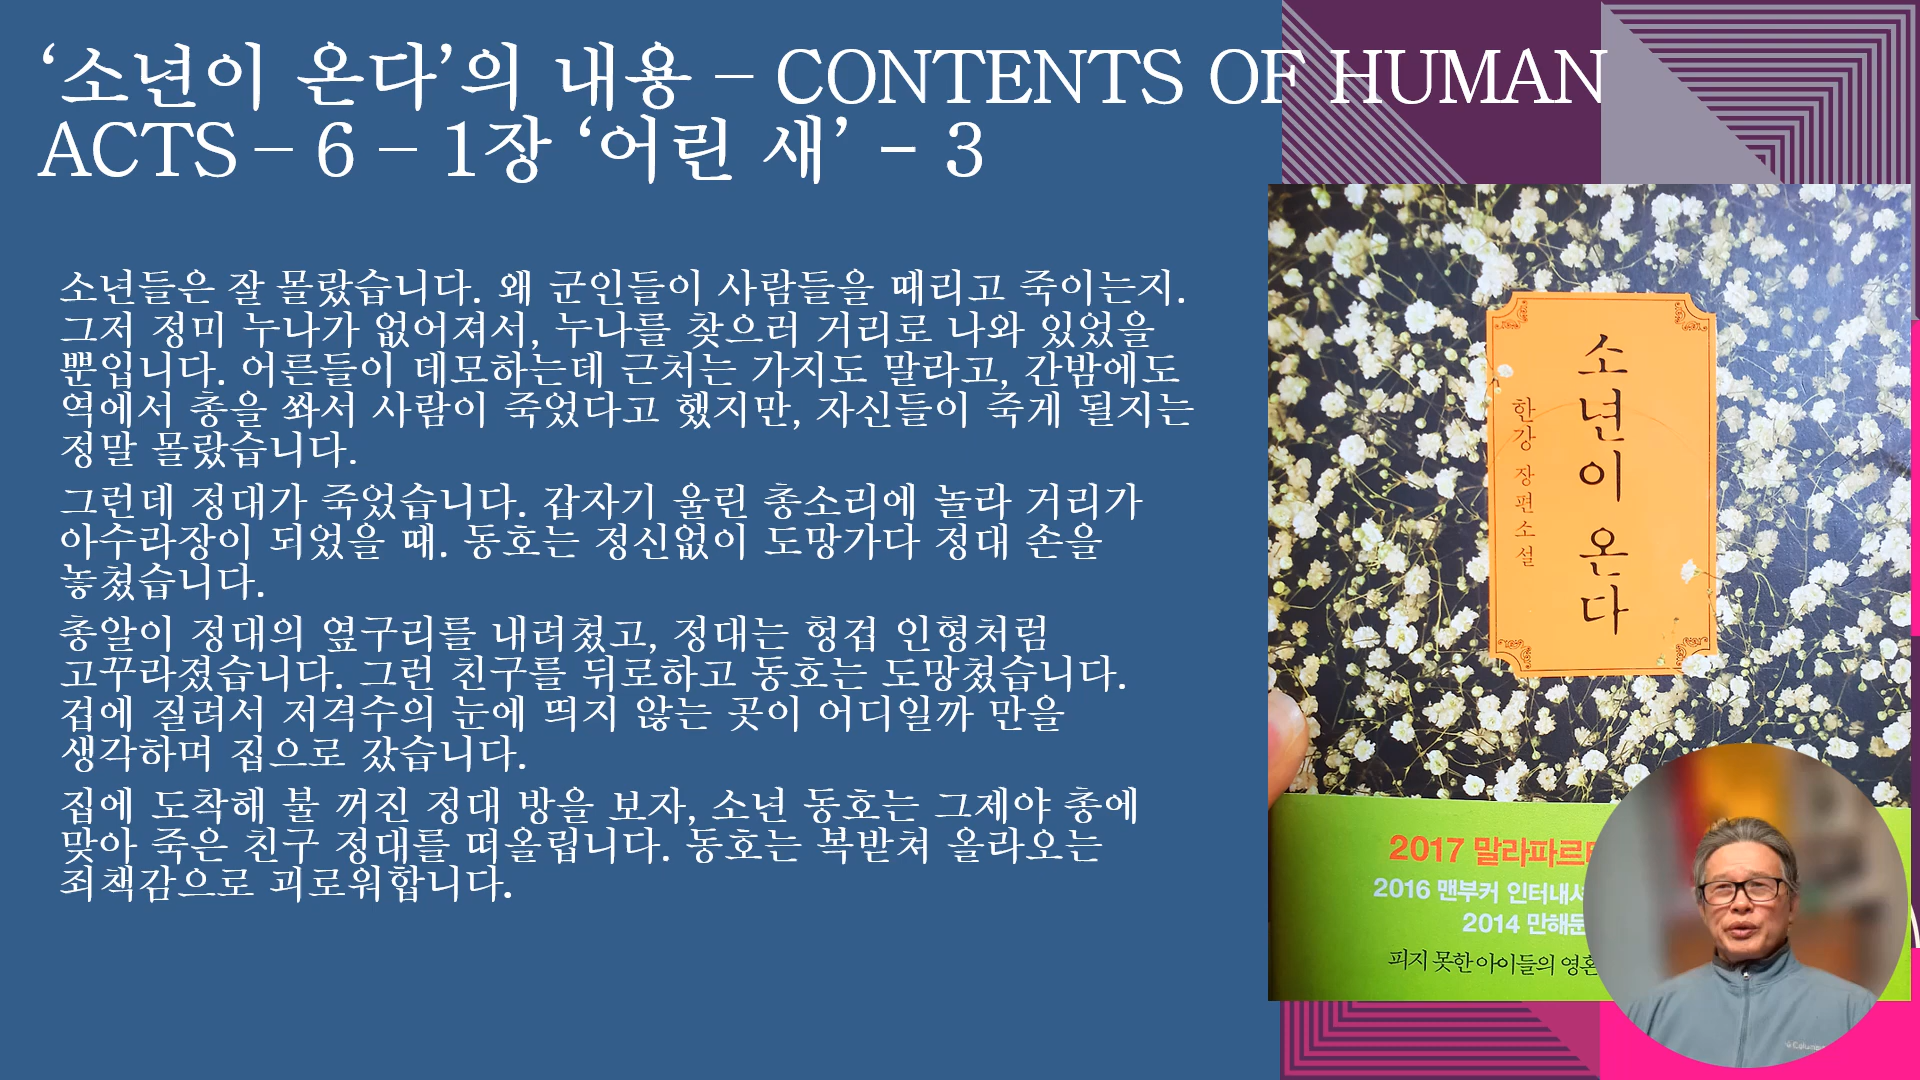 ‘소년이 온다’의 내용 – CONTENTS OF HUMAN
ACTS – 6 – 1장 ‘어린 새’ – 3
소년들은 잘 몰랐습니다. 왜 군인들이 사람들을 때리고 죽이는지.
그저 정미 누나가 없어져서, 누나를 찾으러 거리로 나와 있었을
뿐입니다. 어른들이 데모하는데 근처는 가지도 말라고, 간밤에도
역에서 총을 쏴서 사람이 죽었다고 했지만, 자신들이 죽게 될지는
정말 몰랐습니다.
그런데 정대가 죽었습니다. 갑자기 울린 총소리에 놀라 거리가
아수라장이 되었을 때. 동호는 정신없이 도망가다 정대 손을
놓쳤습니다.
총알이 정대의 옆구리를 내려쳤고, 정대는 헝겊 인형처럼
고꾸라졌습니다. 그런 친구를 뒤로하고 동호는 도망쳤습니다.
겁에 질려서 저격수의 눈에 띄지 않는 곳이 어디일까 만을
생각하며 집으로 갔습니다.
집에 도착해 불 꺼진 정대 방을 보자, 소년 동호는 그제야 총에
맞아 죽은 친구 정대를 떠올립니다. 동호는 복받쳐 올라오는
죄책감으로 괴로워합니다.
소년이 온다
한강 장편소설
2017 말라파르
2016 맨부커 인터내
2014 만해문
피지 못한 아이들의 영혼
Columbia